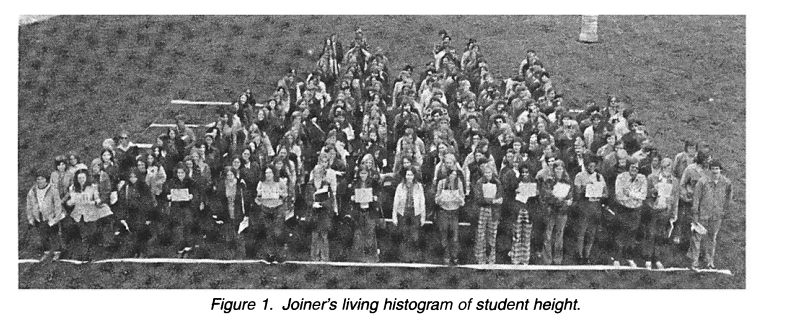 Figure 1. Joiner's living histogram of student height.